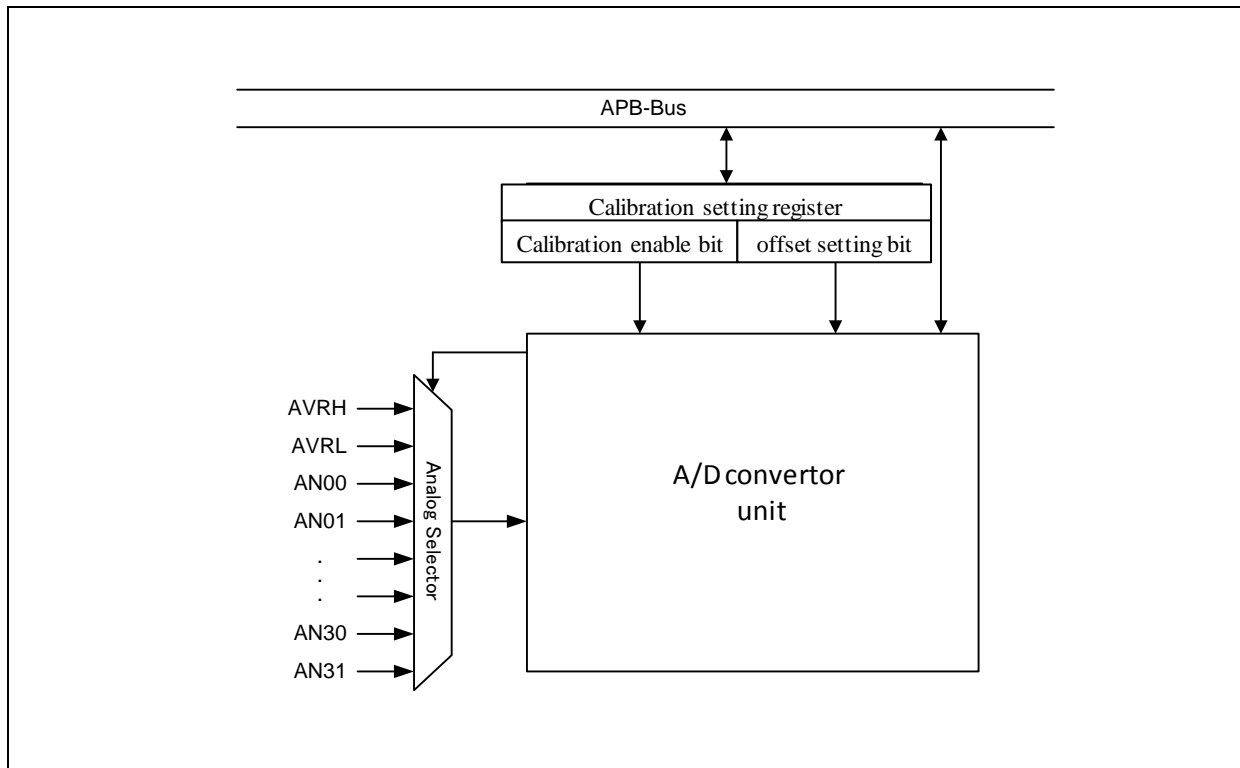 APB-Bus
Calibration setting register
Calibration enable bit
offset setting bit
AVRH
AVRL
AN00
AN01
.
.
.
AN30
AN31
Analog Selector
A/D convertor
unit